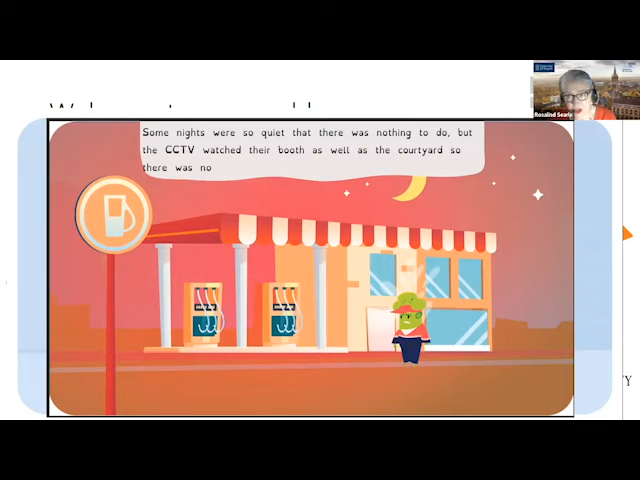 Some nights were so quiet that there was nothing to do, but
the CCTV watched their booth as well as the courtyard so
there was no
Rosalind Searle